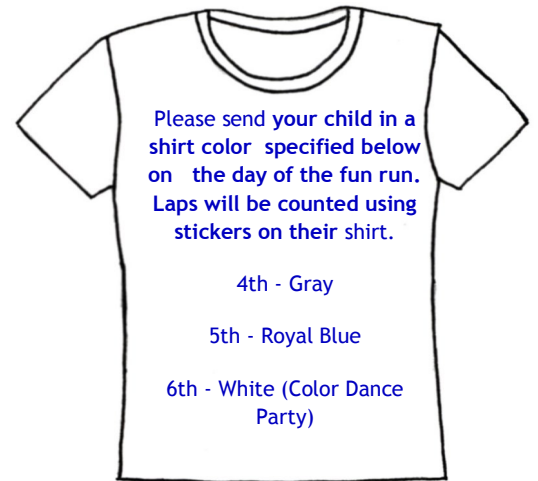 Please send your child in a
shirt color specified below
on the day of the fun run.
Laps will be counted using
stickers on their shirt.
4th - Gray
5th - Royal Blue
6th - White (Color Dance
Party)